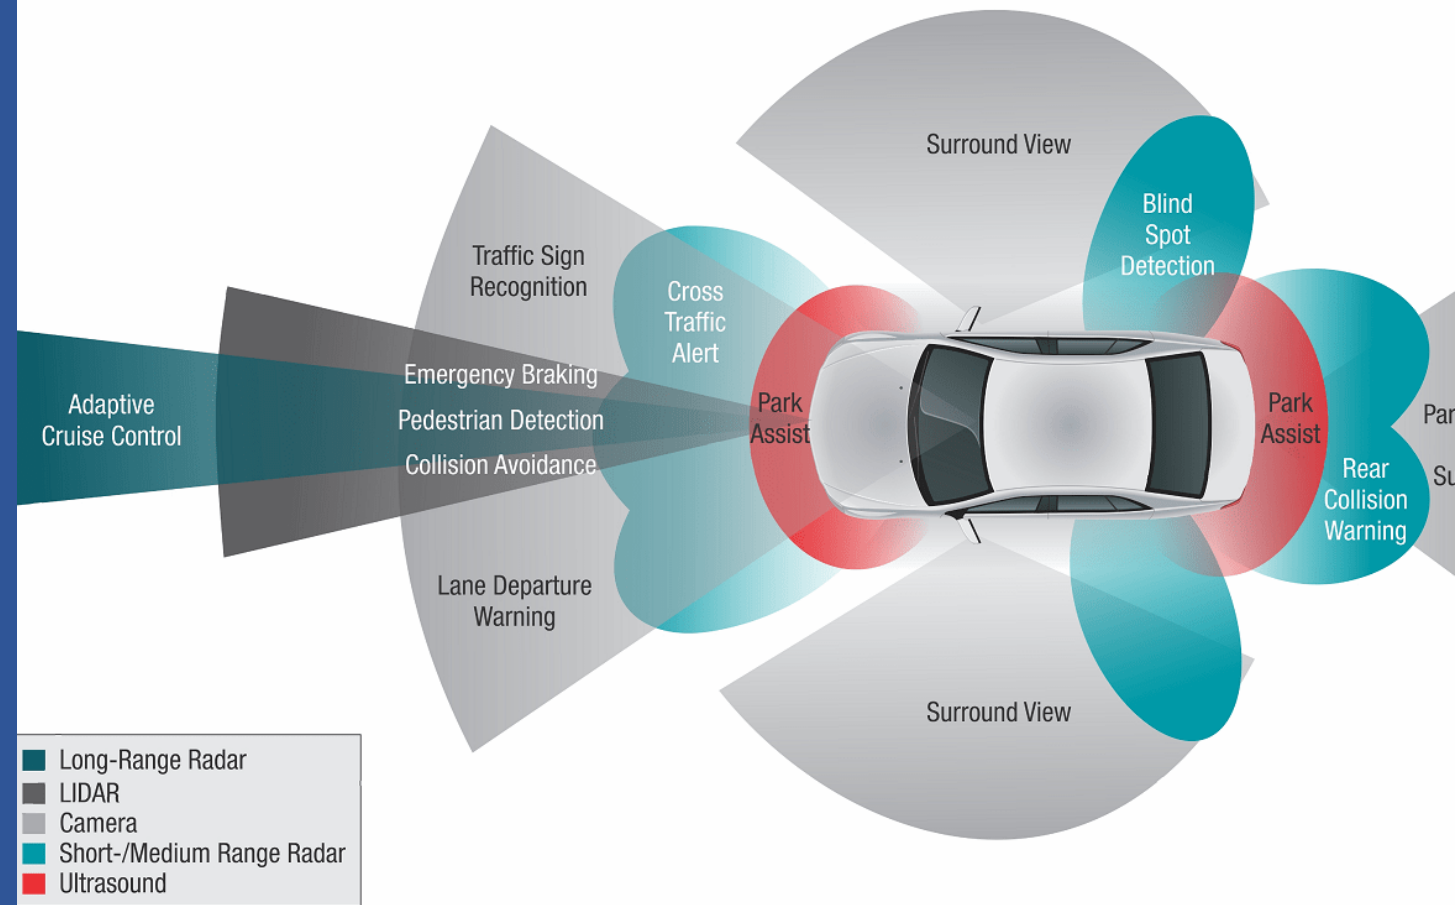 Surround View
Blind
Spot
Detection
Traffic Sign
Recognition
Cross
Traffic
Alert
Emergency Braking
Pedestrian Detection
Collision Avoidance
Adaptive
Cruise Control
Park
Assist
Park
Assist
Rear
Collision
Warning
Lane Departure
Warning
Surround View
Long-Range Radar
LIDAR
Camera
Short-/Medium Range Radar
Ultrasound